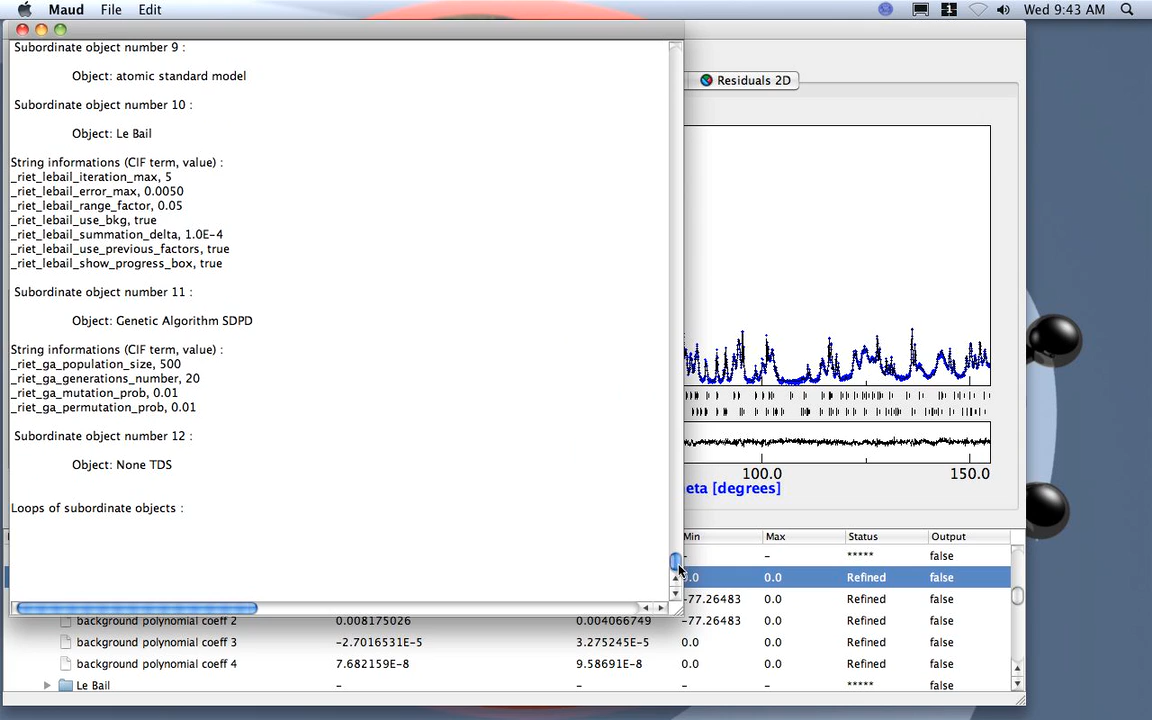 Maud File Edit
Wed 9:43 AM
Subordinate object number 9 :
Object: atomic standard model
Subordinate object number 10 :
Object: Le Bail
String informations (CIF term, value) :
_riet_lebail_iteration_max, 5
_riet_lebail_error_max, 0.0050
_riet_lebail_range_factor, 0.05
_riet_lebail_use_bkg, true
_riet_lebail_summation_delta, 1.0E-4
_riet_lebail_use_previous_factors, true
_riet_lebail_show_progress_box, true
Subordinate object number 11 :
Object: Genetic Algorithm SDPD
String informations (CIF term, value) :
_riet_ga_population_size, 500
_riet_ga_generations_number, 20
_riet_ga_mutation_prob, 0.01
_riet_ga_permutation_prob, 0.01
Subordinate object number 12 :
Object: None TDS
Loops of subordinate objects :
Residuals 2D
100.0 150.0
eta [degrees]
Min Max Status Output
– – ***** false
0.0 0.0 Refined false
-77.26483 0.0 Refined false
background polynomial coeff 2 0.008175026 0.004066749 -77.26483 0.0 Refined false
background polynomial coeff 3 -2.7016531E-5 3.275245E-5 0.0 0.0 Refined false
background polynomial coeff 4 7.682159E-8 9.58691E-8 0.0 0.0 Refined false
Le Bail – – – – ***** false